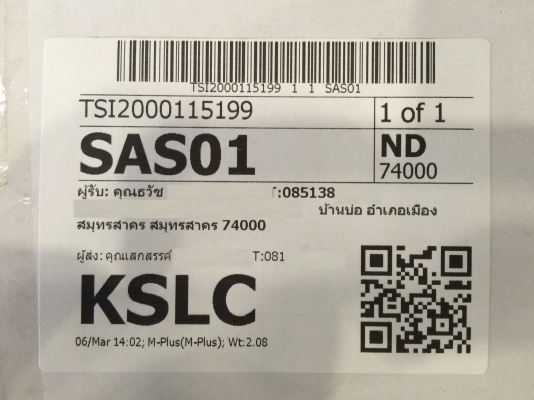 TSI2000115199 1 1 SAS01
TSI2000115199 1 of 1
SAS01 ND
74000
ผู้รับ: คุณธวัช T:085138
บ้านบ่อ อำเภอเมือง
สมุทรสาคร สมุทรสาคร 74000
ผู้ส่ง: คุณเสกสรรค์ T:081
KSLC
06/Mar 14:02; M-Plus(M-Plus); Wt:2.08